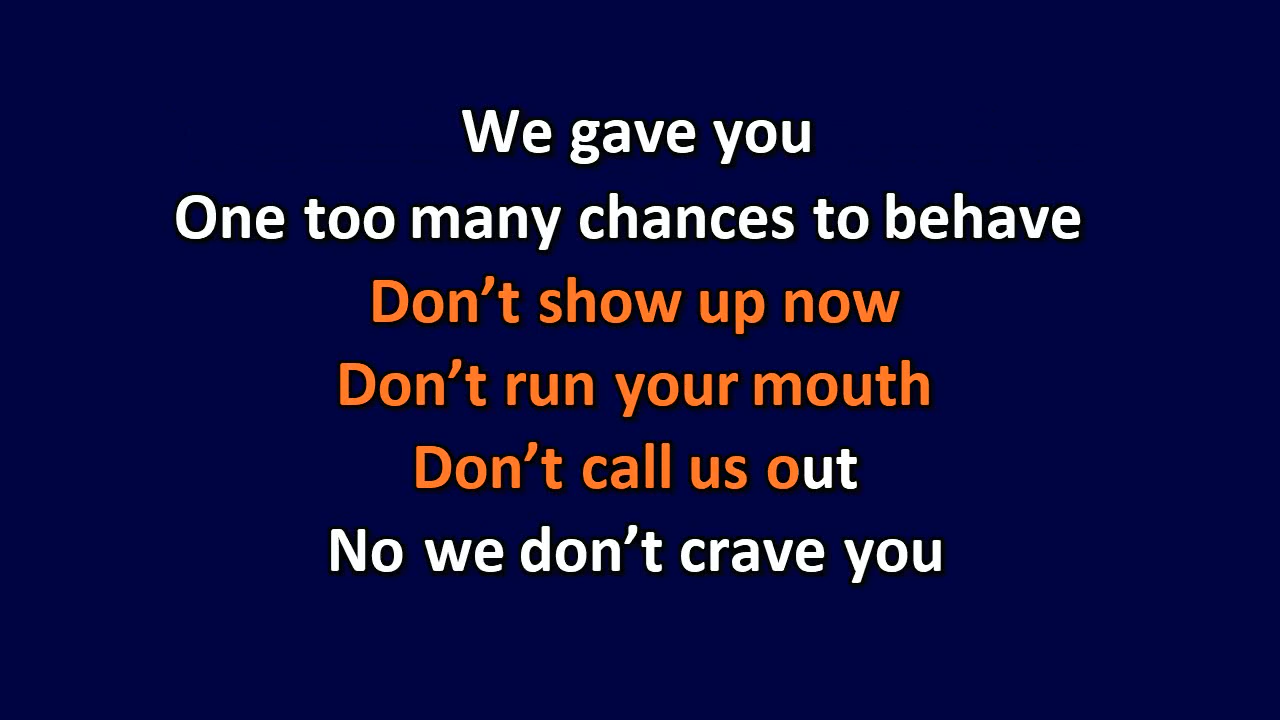 We gave you
One too many chances to behave
Don’t show up now
Don’t run your mouth
Don’t call us out
No we don’t crave you